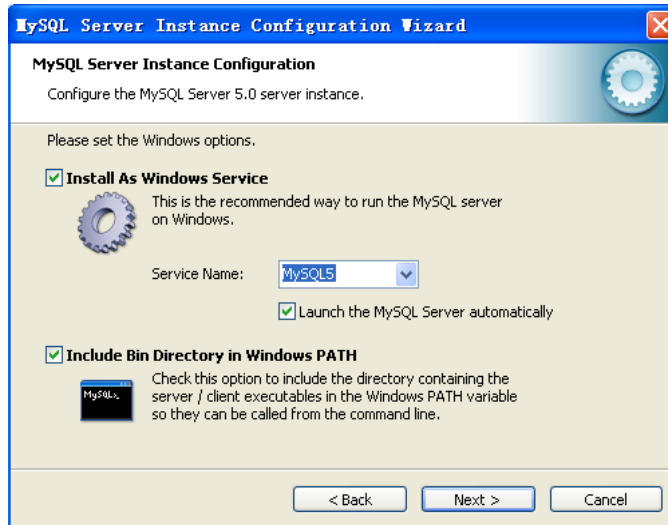 MySQL Server Instance Configuration Wizard
MySQL Server Instance Configuration
Configure the MySQL Server 5.0 server instance.
Please set the Windows options.
Install As Windows Service
This is the recommended way to run the MySQL server
on Windows.
Service Name: MySQL5
Launch the MySQL Server automatically
Include Bin Directory in Windows PATH
MySQL>_
Check this option to include the directory containing the
server / client executables in the Windows PATH variable
so they can be called from the command line.
< Back Next > Cancel